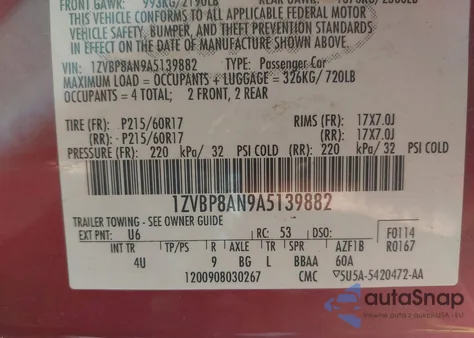 FRONT GAWR: 993KG/2190LB
THIS VEHICLE CONFORMS TO ALL APPLICABLE FEDERAL MOTOR
VEHICLE SAFETY, BUMPER, AND THEFT PREVENTION STANDARDS
IN EFFECT ON THE DATE OF MANUFACTURE SHOWN ABOVE.
VIN: 1ZVBP8AN9A5139882 TYPE: Passenger Car
MAXIMUM LOAD = OCCUPANTS + LUGGAGE = 326KG/ 720LB
OCCUPANTS = 4 TOTAL; 2 FRONT, 2 REAR
TIRE (FR): P215/60R17 RIMS (FR): 17X7.0J
(RR): P215/60R17 (RR): 17X7.0J
PRESSURE (FR): 220 kPa/ 32 PSI COLD (RR): 220 kPa/ 32 PSI COLD
1ZVBP8AN9A5139882
TRAILER TOWING - SEE OWNER GUIDE
EXT PNT: U6 RC: 53 DSO: F0114
INT TR TP/PS R AXLE TR SPR AZF1B R0167
4U 9 BG L BBAA 60A
1200908030267 CMC 5U5A-5420472-AA
autaSnap